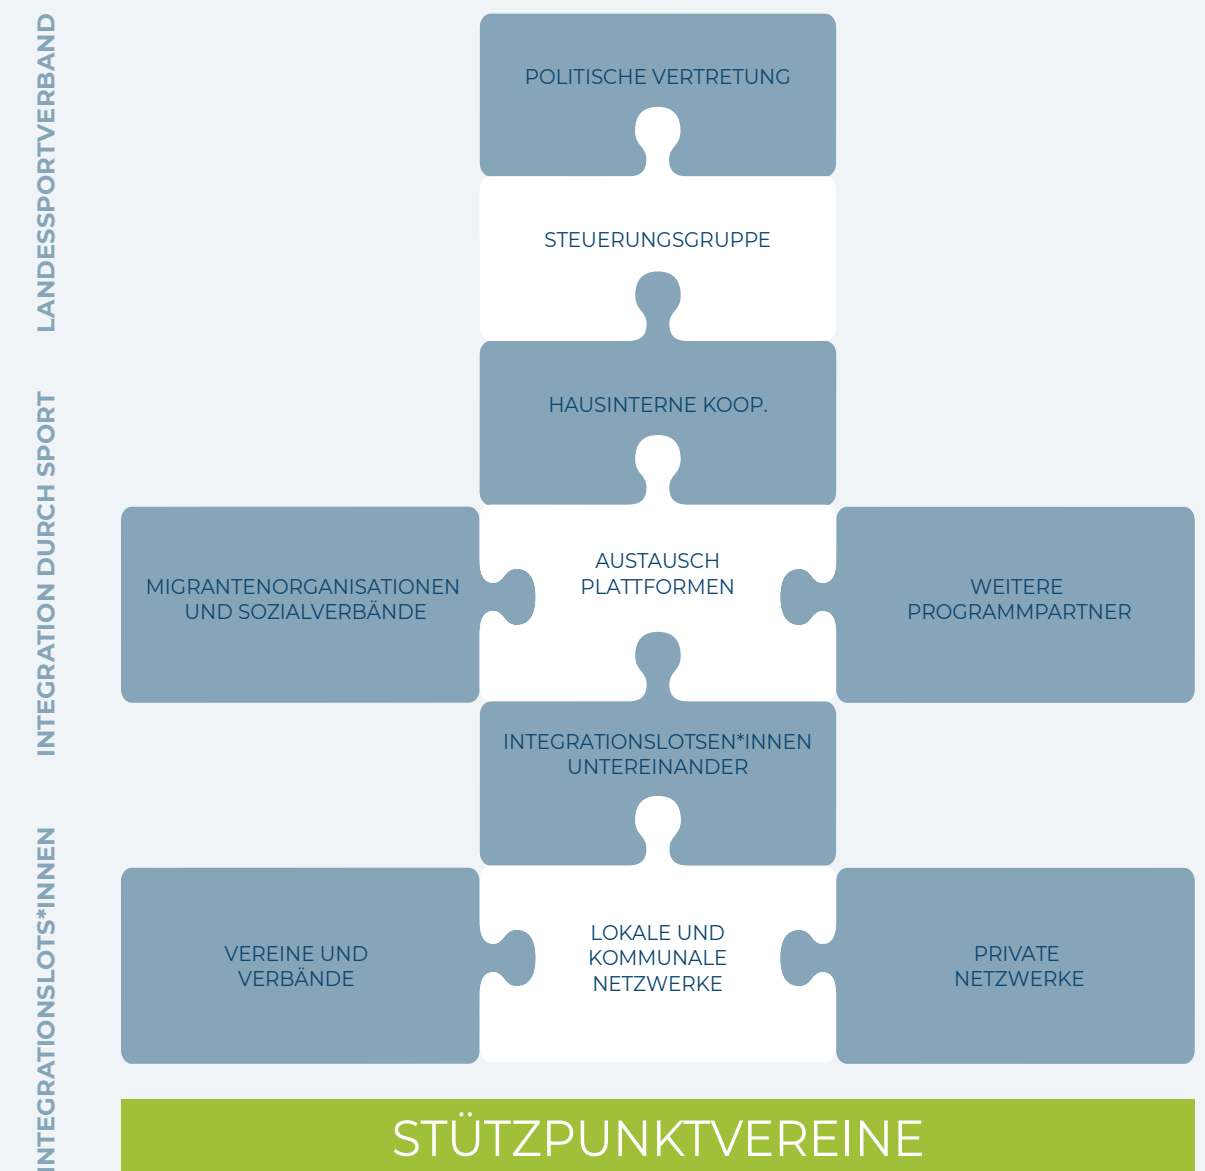 LANDESSPORTVERBAND
POLITISCHE VERTRETUNG
STEUERUNGSGRUPPE
INTEGRATION DURCH SPORT
HAUSINTERNE KOOP.
MIGRANTENORGANISATIONEN
UND SOZIALVERBÄNDE
AUSTAUSCH
PLATTFORMEN
WEITERE
PROGRAMMPARTNER
INTEGRATIONSLOTSEN*INNEN
UNTEREINANDER
INTEGRATIONSLOTS*INNEN
VEREINE UND
VERBÄNDE
LOKALE UND
KOMMUNALE
NETZWERKE
PRIVATE
NETZWERKE
STÜTZPUNKTVEREINE